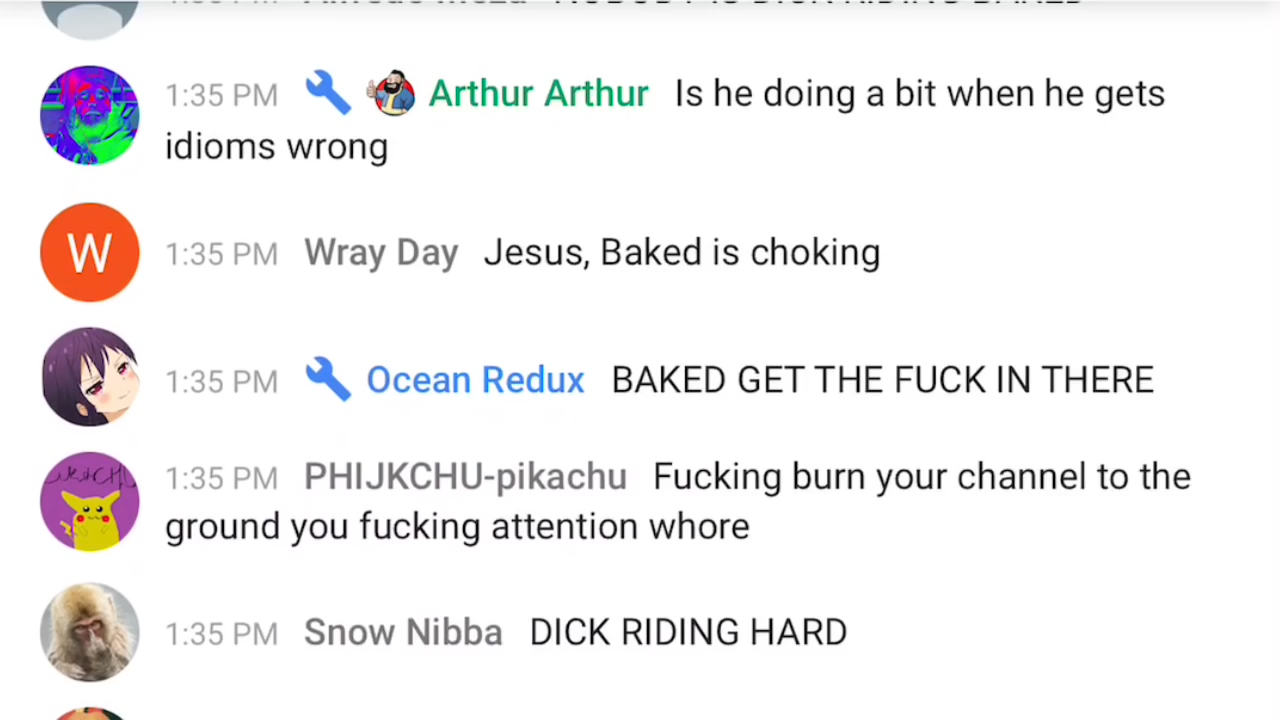 1:35 PM Arthur Arthur Is he doing a bit when he gets
idioms wrong
W
1:35 PM Wray Day Jesus, Baked is choking
1:35 PM Ocean Redux BAKED GET THE FUCK IN THERE
1:35 PM PHIJKCHU-pikachu Fucking burn your channel to the
ground you fucking attention whore
1:35 PM Snow Nibba DICK RIDING HARD